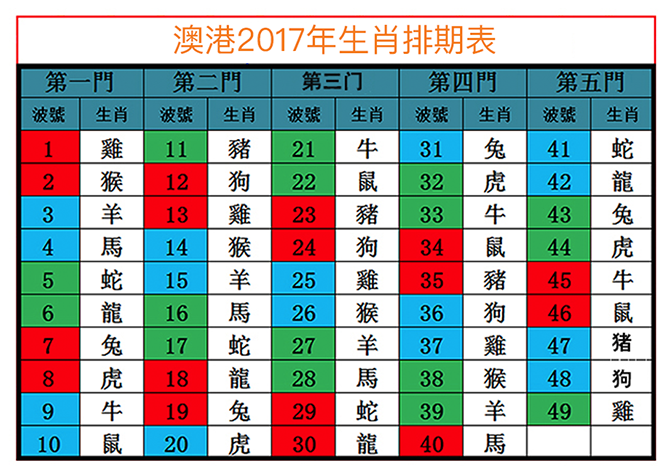 澳港2017年生肖排期表
第一門 第二門 第三门 第四門 第五門
波號 生肖 波號 生肖 波號 生肖 波號 生肖 波號 生肖
1 雞 11 豬 21 牛 31 兔 41 蛇
2 猴 12 狗 22 鼠 32 虎 42 龍
3 羊 13 雞 23 豬 33 牛 43 兔
4 馬 14 猴 24 狗 34 鼠 44 虎
5 蛇 15 羊 25 雞 35 豬 45 牛
6 龍 16 馬 26 猴 36 狗 46 鼠
7 兔 17 蛇 27 羊 37 雞 47 猪
8 虎 18 龍 28 馬 38 猴 48 狗
9 牛 19 兔 29 蛇 39 羊 49 雞
10 鼠 20 虎 30 龍 40 馬